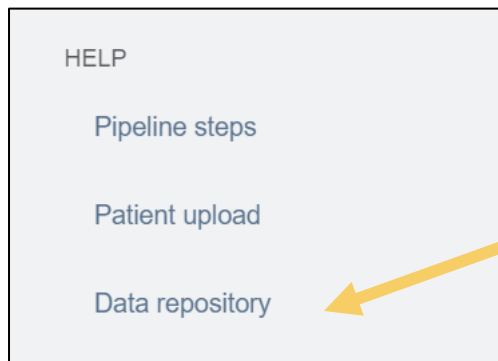 HELP
Pipeline steps
Patient upload
Data repository